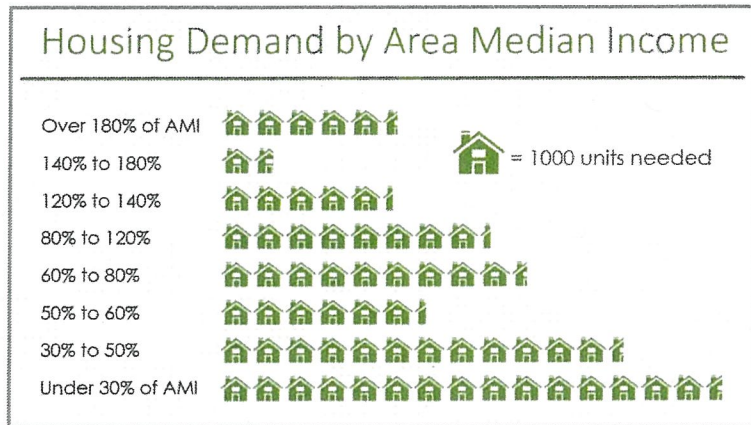 Housing Demand by Area Median Income
Over 180% of AMI
= 1000 units needed
140% to 180%
120% to 140%
80% to 120%
60% to 80%
50% to 60%
30% to 50%
Under 30% of AMI